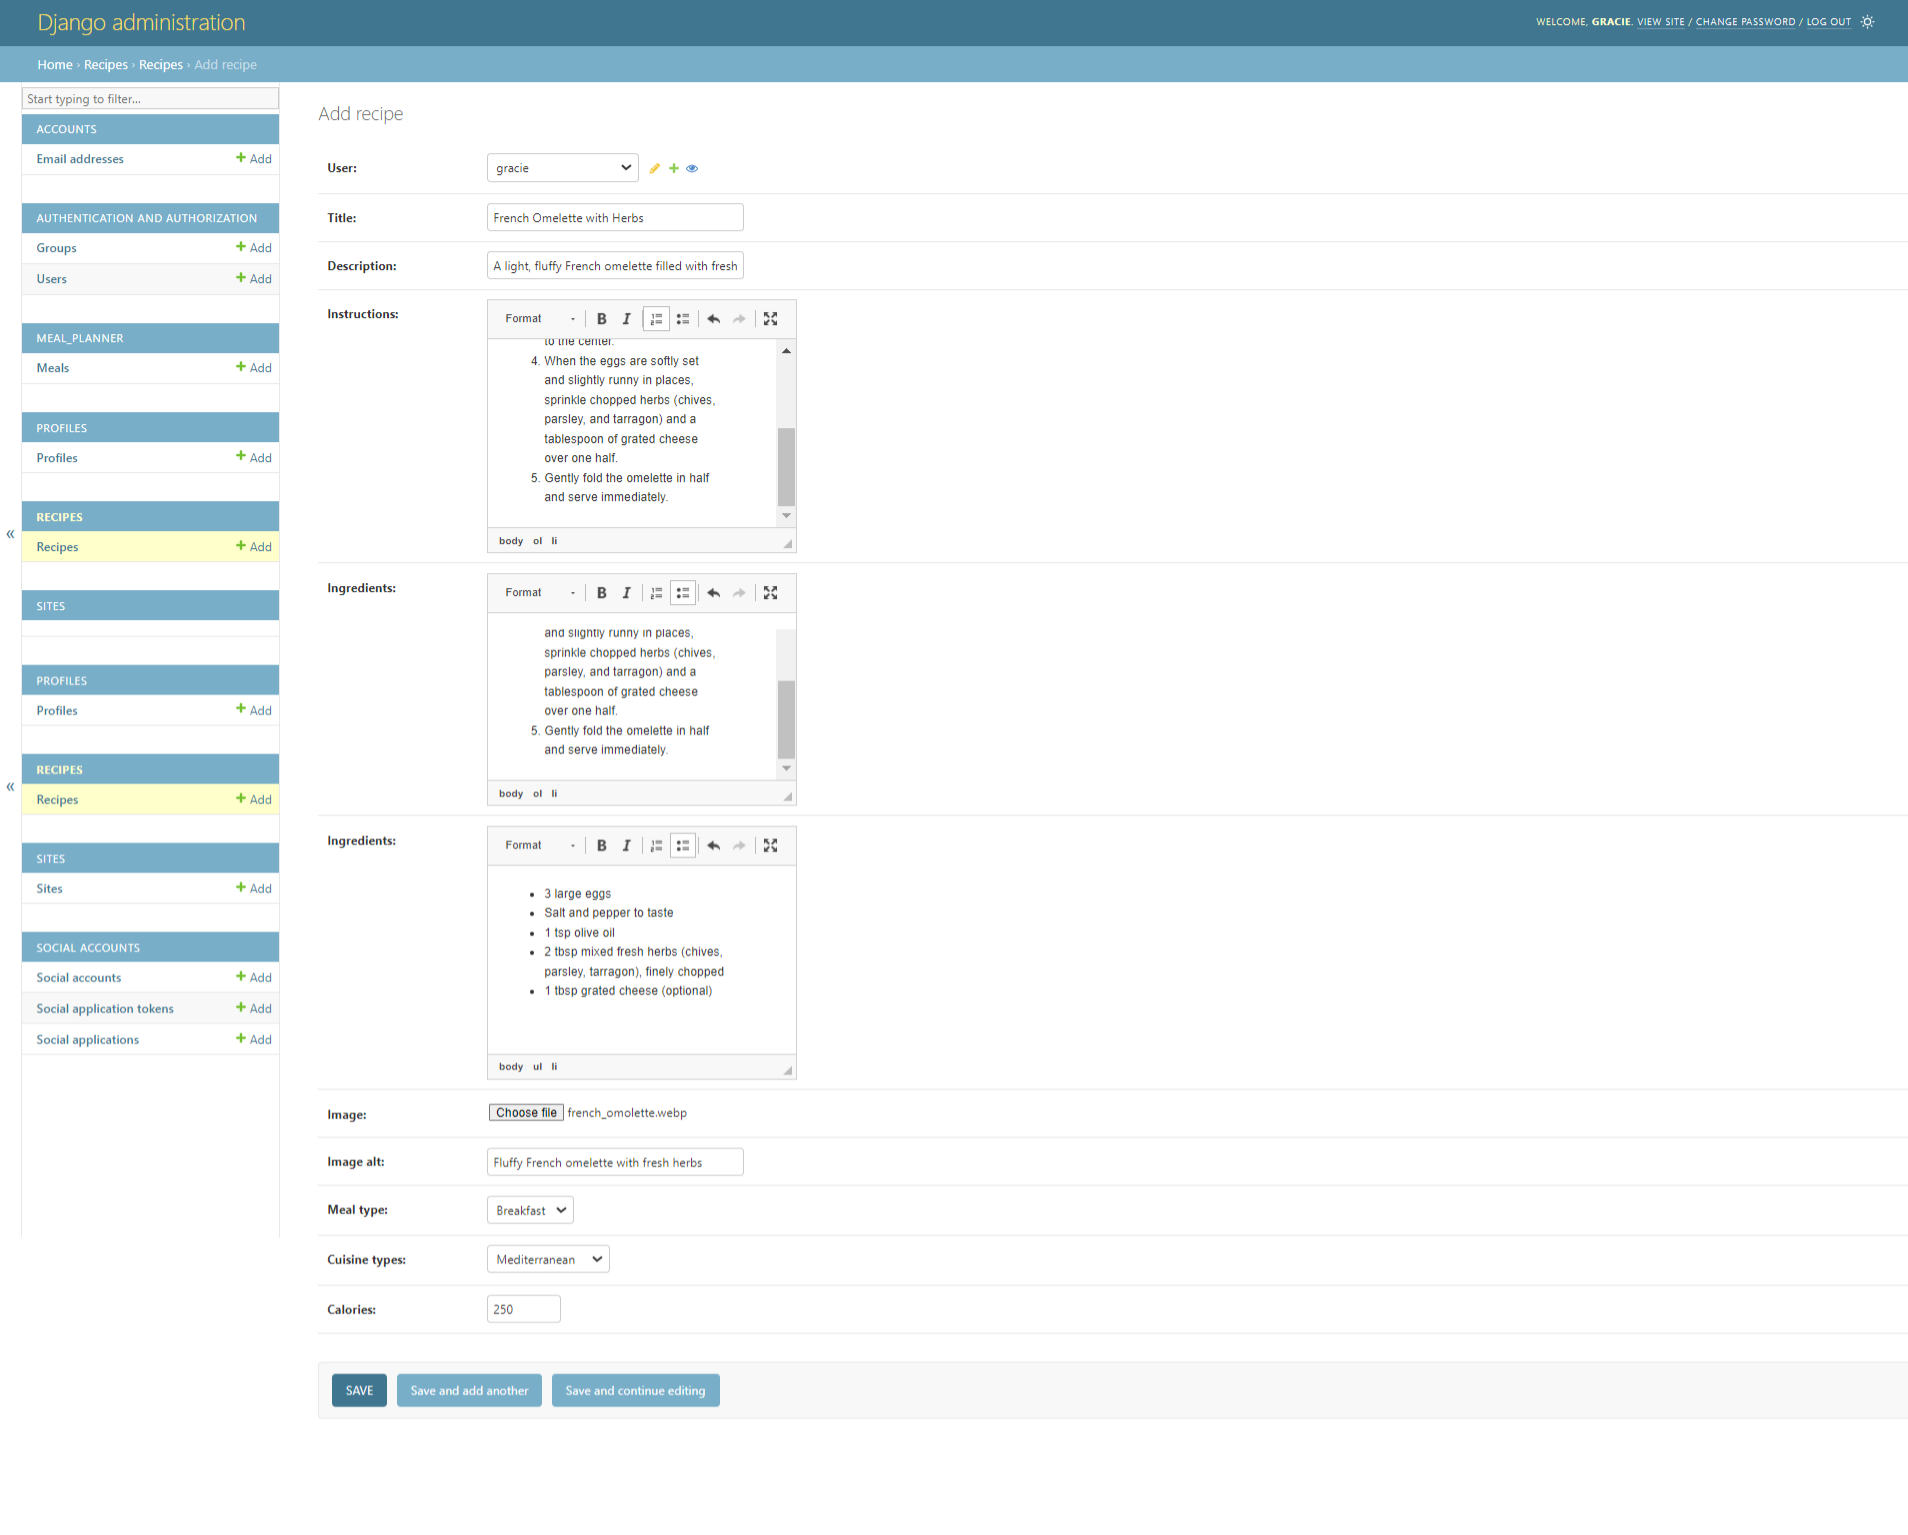 Django administration
WELCOME, GRACIE. VIEW SITE / CHANGE PASSWORD / LOG OUT
Home › Recipes › Recipes › Add recipe
Start typing to filter...
ACCOUNTS
Email addresses + Add
AUTHENTICATION AND AUTHORIZATION
Groups + Add
Users + Add
MEAL_PLANNER
Meals + Add
PROFILES
Profiles + Add
RECIPES
«
Recipes + Add
SITES
PROFILES
Profiles + Add
RECIPES
«
Recipes + Add
SITES
Sites + Add
SOCIAL ACCOUNTS
Social accounts + Add
Social application tokens + Add
Social applications + Add
Add recipe
User: gracie
Title: French Omelette with Herbs
Description: A light, fluffy French omelette filled with fresh
Instructions:
Format B I
to the center.
4. When the eggs are softly set
and slightly runny in places,
sprinkle chopped herbs (chives,
parsley, and tarragon) and a
tablespoon of grated cheese
over one half.
5. Gently fold the omelette in half
and serve immediately.
body ol li
Ingredients:
Format B I
and slightly runny in places,
sprinkle chopped herbs (chives,
parsley, and tarragon) and a
tablespoon of grated cheese
over one half.
5. Gently fold the omelette in half
and serve immediately.
body ol li
Ingredients:
Format B I
• 3 large eggs
• Salt and pepper to taste
• 1 tsp olive oil
• 2 tbsp mixed fresh herbs (chives,
parsley, tarragon), finely chopped
• 1 tbsp grated cheese (optional)
body ul li
Image: Choose file french_omolette.webp
Image alt: Fluffy French omelette with fresh herbs
Meal type: Breakfast
Cuisine types: Mediterranean
Calories: 250
SAVE Save and add another Save and continue editing